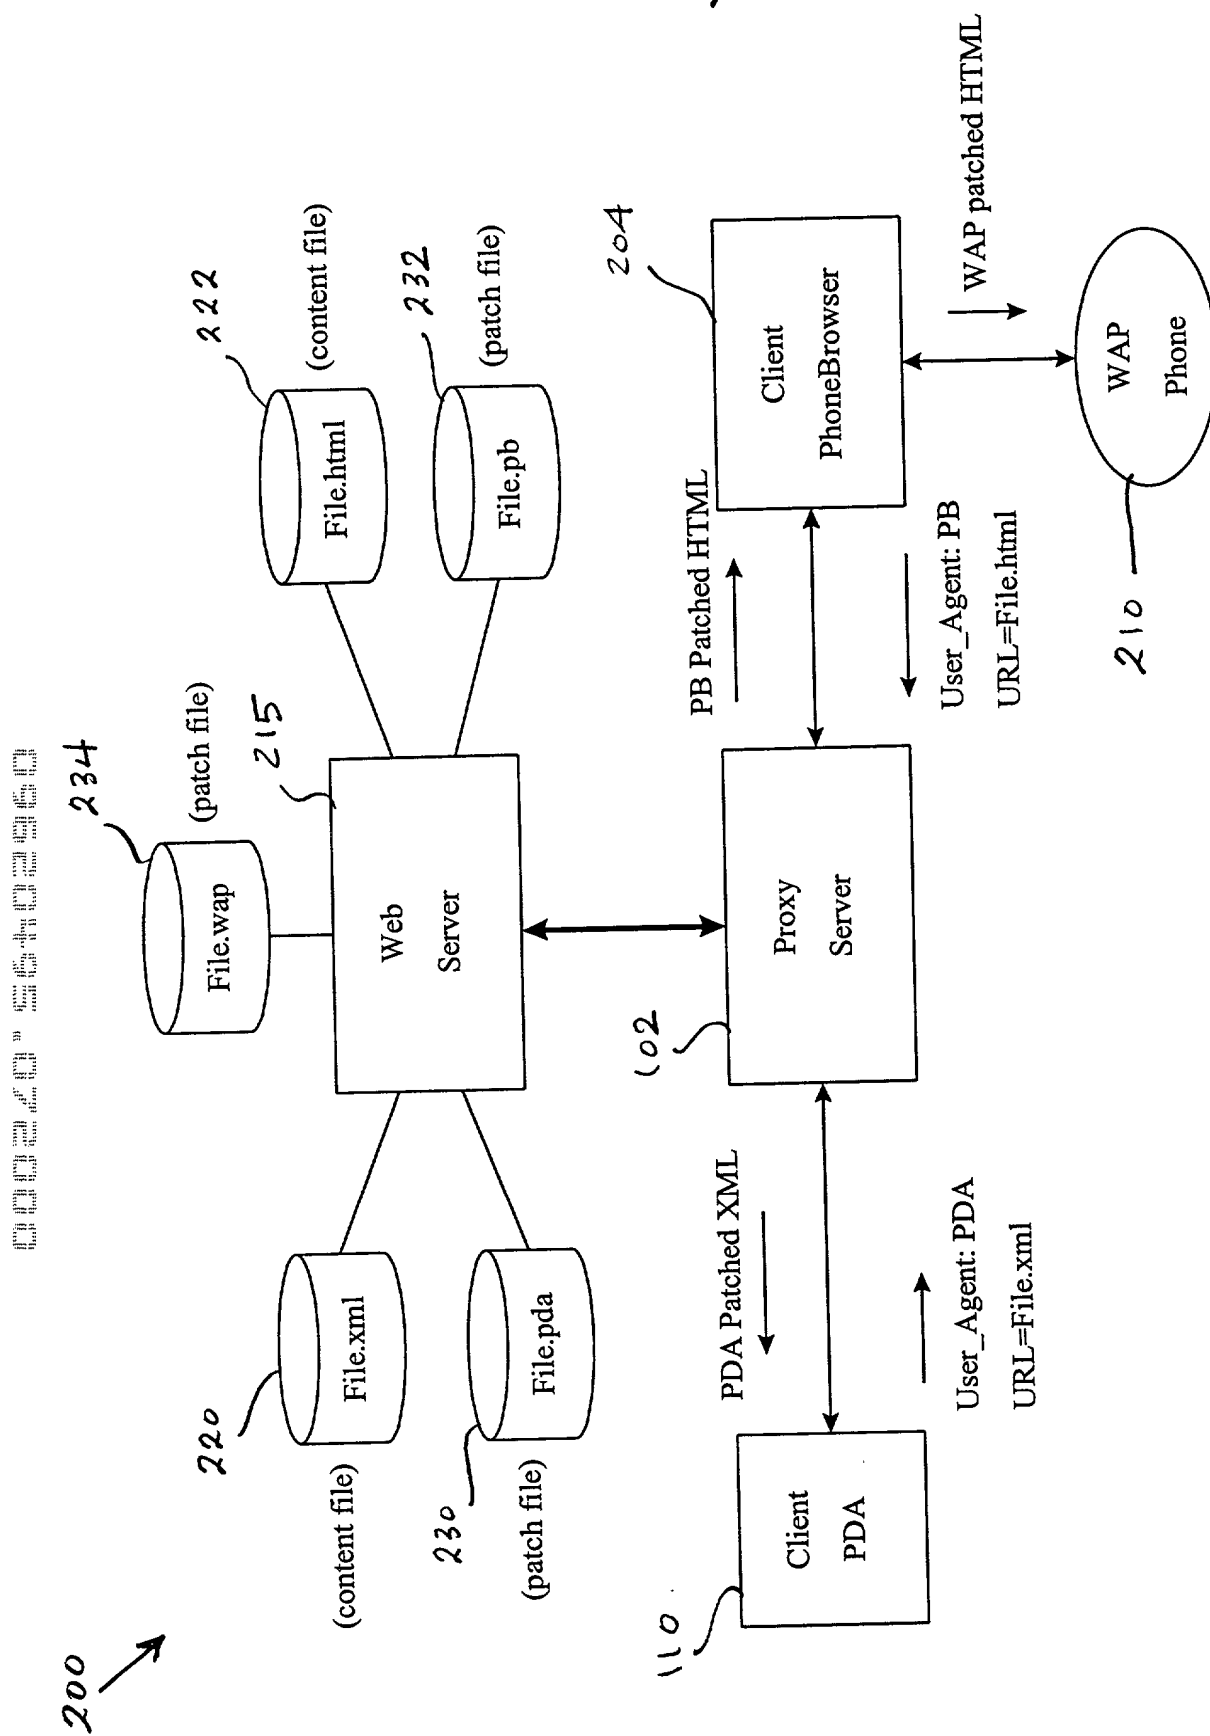 09620495.072000
200
234
(patch file)
File.wap
222
(content file)
File.html
220
File.xml
(content file)
215
Web
Server
232
(patch file)
File.pb
230
File.pda
(patch file)
204
Client
PhoneBrowser
PB Patched HTML
User_Agent: PB
URL=File.html
WAP patched HTML
WAP
Phone
210
102
Proxy
Server
PDA Patched XML
User_Agent: PDA
URL=File.xml
110
Client
PDA